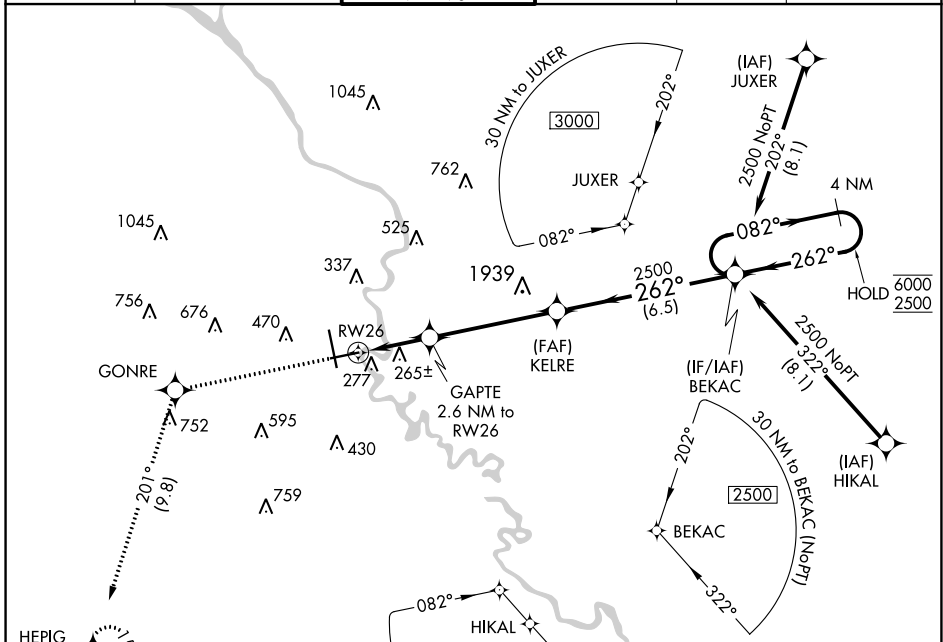 1045
30 NM to JUXER
202°
3000
JUXER
082°
(IAF)
JUXER
2500 NoPT
202°
(8.1)
4 NM
762
525
1045
337
1939
082°
262°
HOLD
6000
2500
2500
262°
(6.5)
756
676
470
RW26
277
265±
GAPTE
2.6 NM to
RW26
(FAF)
KELRE
(IF/IAF)
BEKAC
2500 NoPT
322°
(8.1)
(IAF)
HIKAL
GONRE
752
595
430
759
201°
(9.8)
202°
30 NM to BEKAC (NoPT)
2500
BEKAC
322°
082°
HIKAL
HEPIG